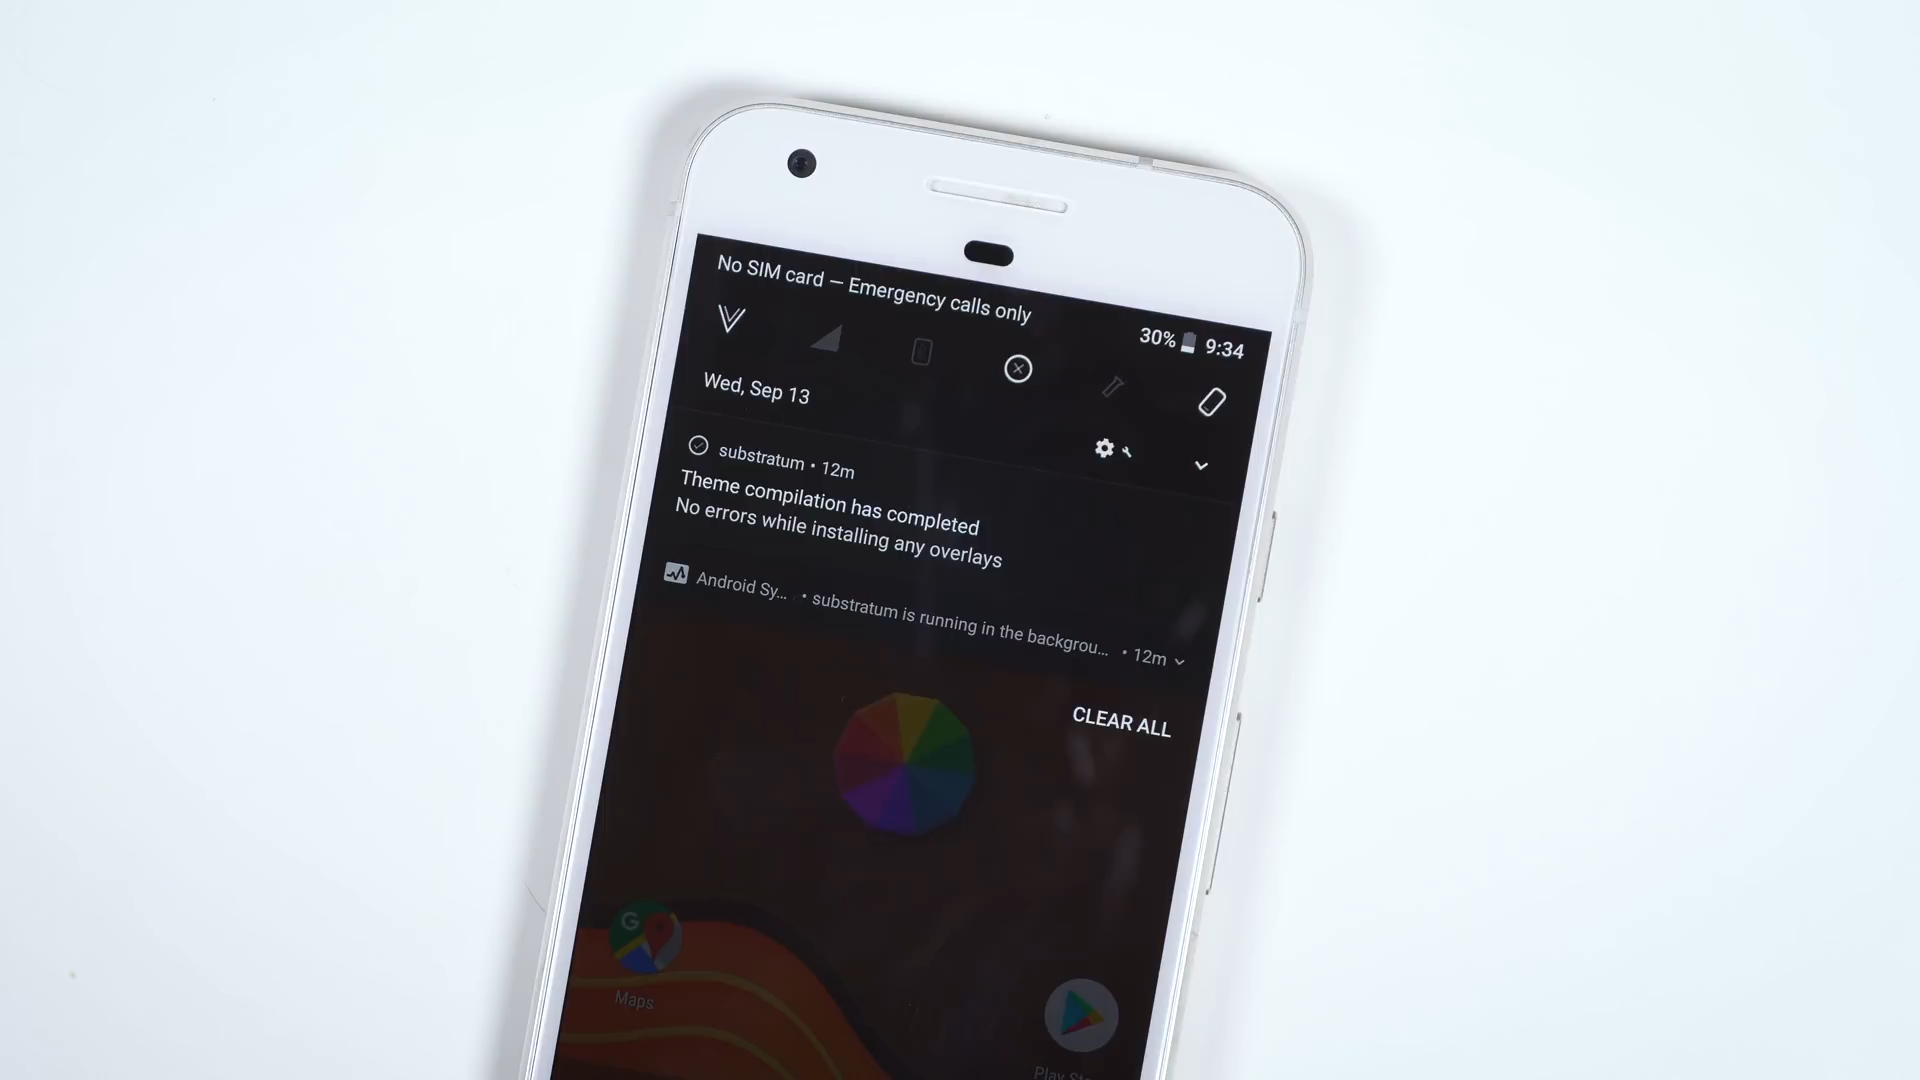 No SIM card — Emergency calls only
30% 9:34
Wed, Sep 13
substratum • 12m
Theme compilation has completed
No errors while installing any overlays
Android Sy... • substratum is running in the backgrou... • 12m
CLEAR ALL
Maps
Play